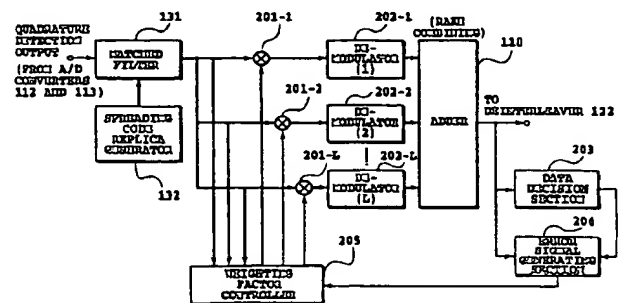 QUADRATURE
DETECTION
OUTPUT
(FROM A/D
CONVERTERS
112 AND 113)
131
MATCHED
FILTER
SPREADING
CODE
REPLICA
GENERATOR
132
201-1
201-2
201-L
202-1
DE-
MODULATOR
(1)
202-2
DE-
MODULATOR
(2)
202-L
DE-
MODULATOR
(L)
(RAKE
COMBINING)
110
ADDER
TO
DEINTERLEAVER 122
203
DATA
DECISION
SECTION
204
ERROR
SIGNAL
GENERATING
SECTION
205
WEIGHTING
FACTOR
CONTROLLER